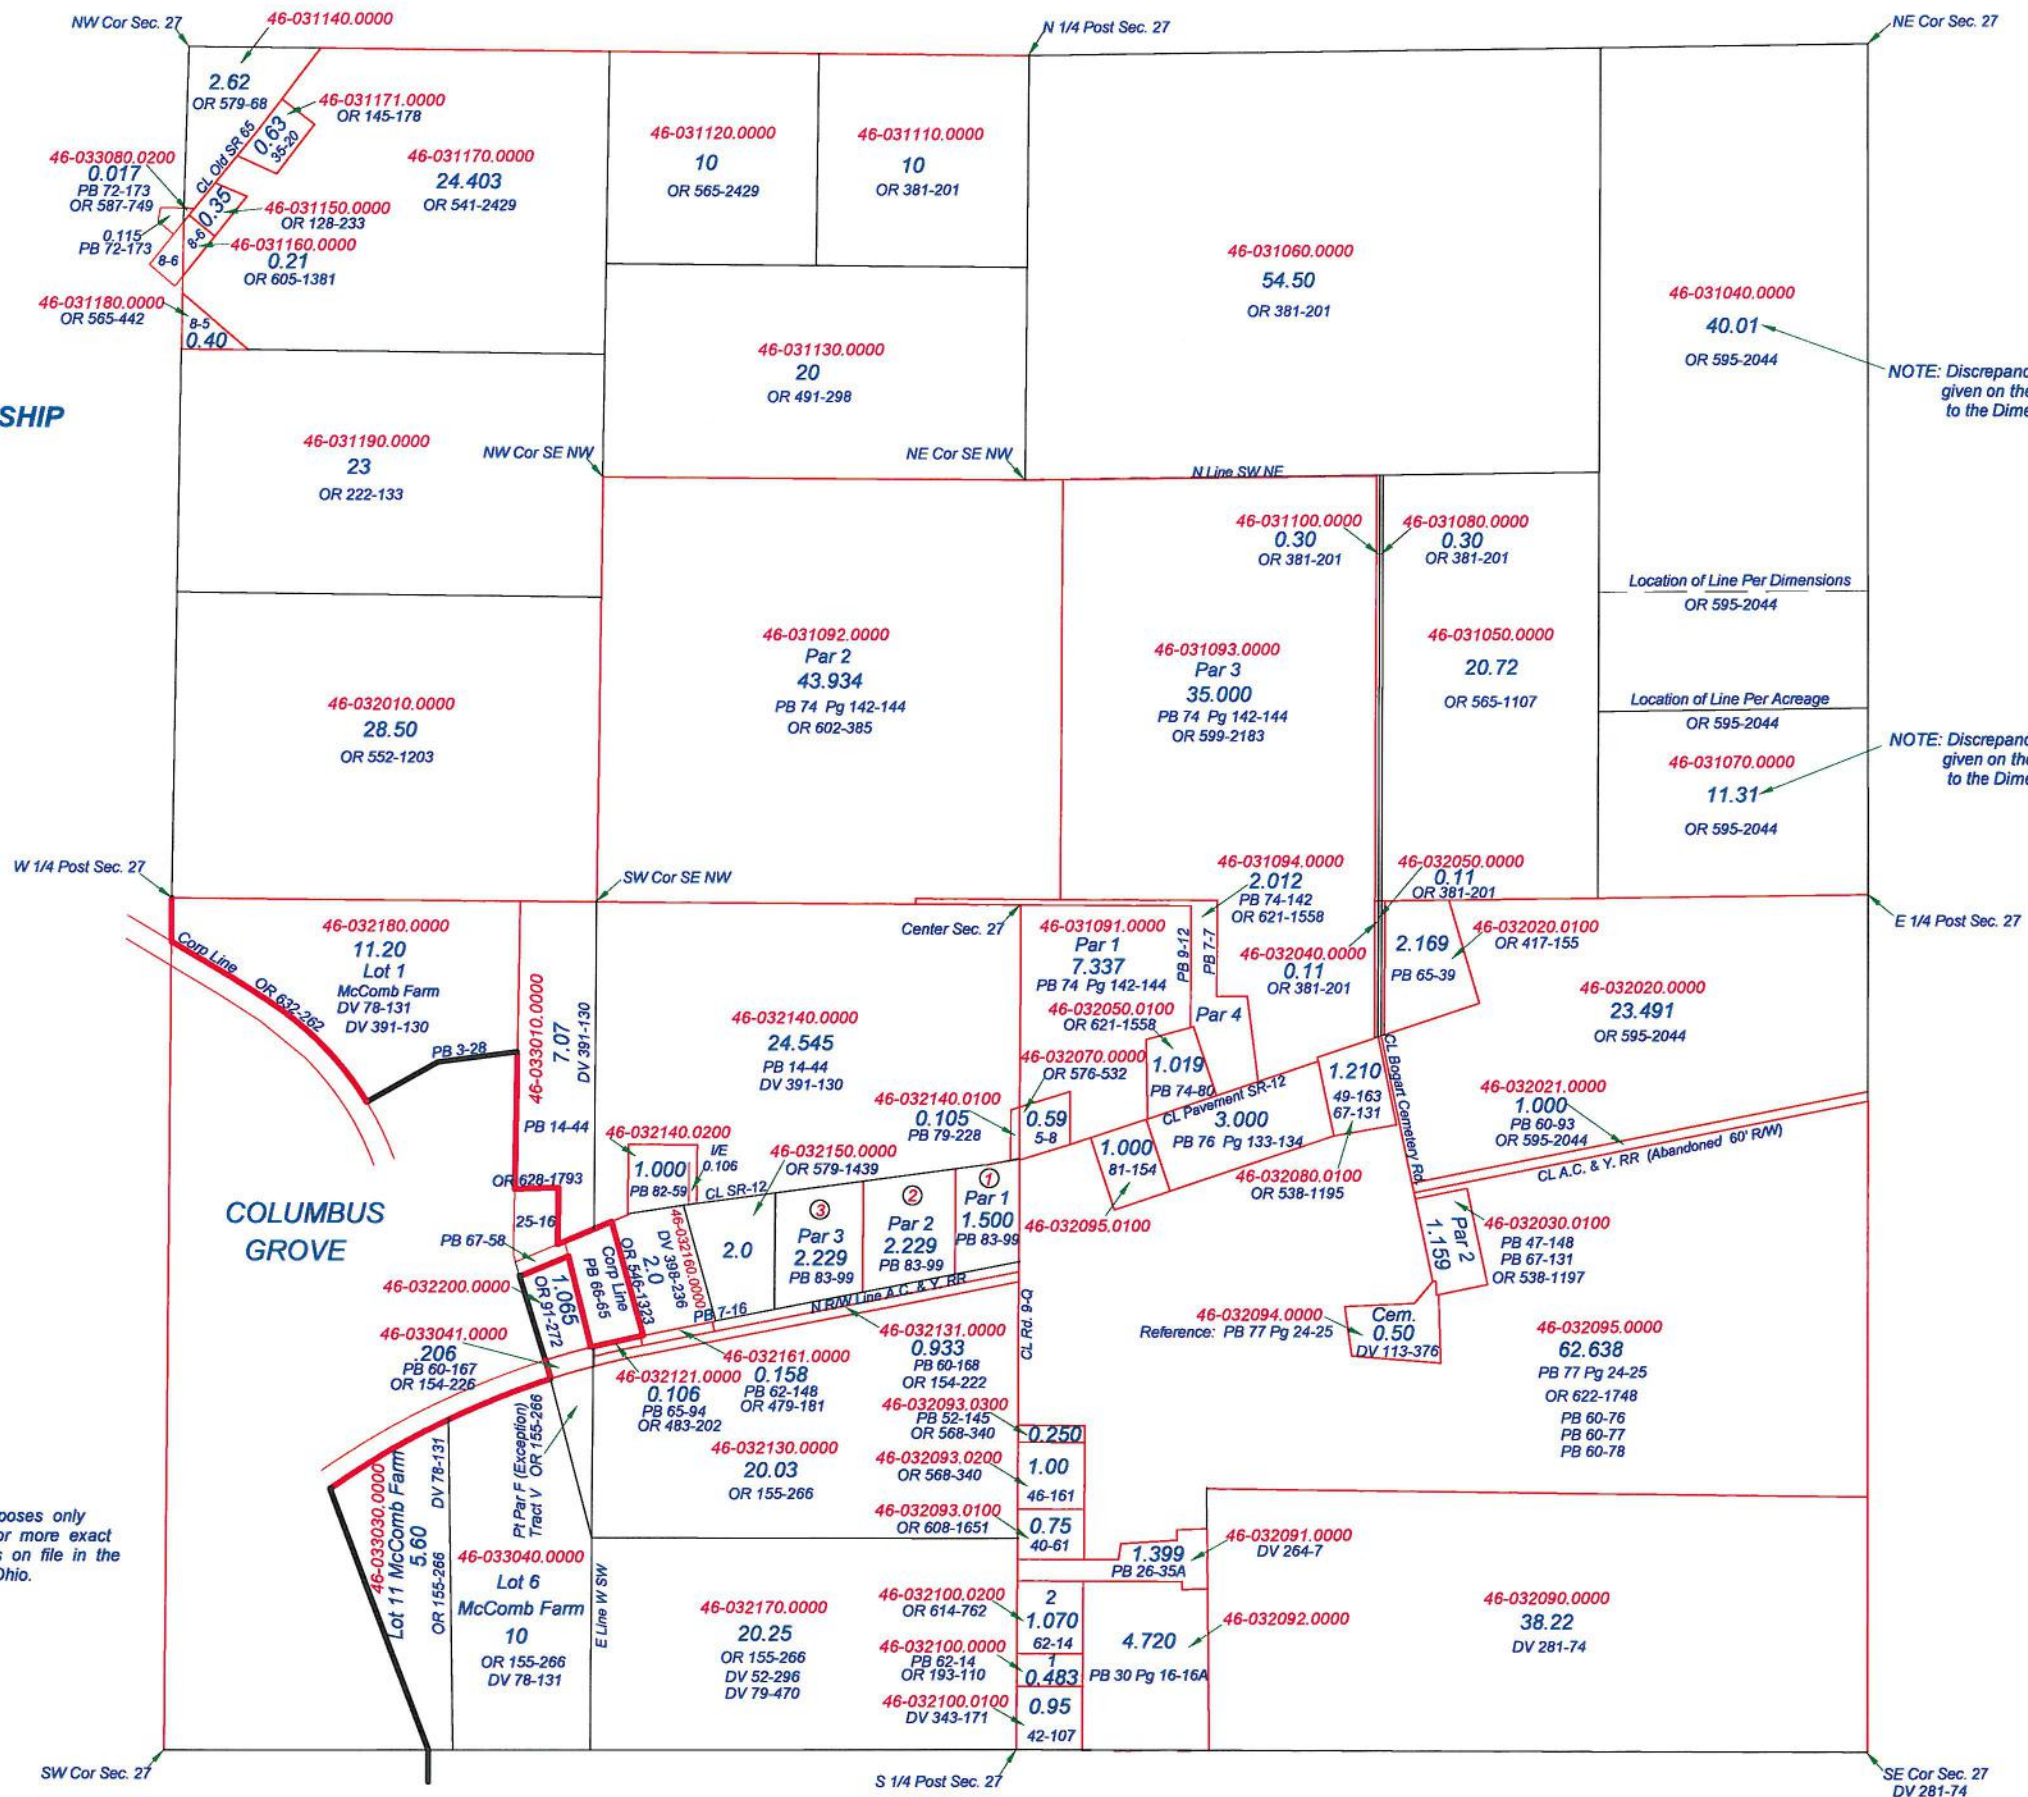 NW Cor Sec. 27
46-031140.0000
N 1/4 Post Sec. 27
NE Cor Sec. 27
2.62
OR 579-68
CL Old SR 65
46-031171.0000
OR 145-178
0.63
35-20
46-033080.0200
0.017
PB 72-173
OR 587-749
0.115
PB 72-173
8-6
8-6
0.35
46-031150.0000
OR 128-233
46-031160.0000
0.21
OR 605-1381
46-031180.0000
OR 565-442
8-5
0.40
46-031170.0000
24.403
OR 541-2429
46-031120.0000
10
OR 565-2429
46-031110.0000
10
OR 381-201
46-031060.0000
54.50
OR 381-201
46-031040.0000
40.01
OR 595-2044
NOTE: Discrepanc
given on the
to the Dime
SHIP
46-031130.0000
20
OR 491-298
46-031190.0000
23
OR 222-133
NW Cor SE NW
NE Cor SE NW
N Line SW NE
46-031100.0000
0.30
OR 381-201
46-031080.0000
0.30
OR 381-201
Location of Line Per Dimensions
OR 595-2044
46-031092.0000
Par 2
43.934
PB 74 Pg 142-144
OR 602-385
46-031093.0000
Par 3
35.000
PB 74 Pg 142-144
OR 599-2183
46-031050.0000
20.72
OR 565-1107
Location of Line Per Acreage
OR 595-2044
46-031070.0000
11.31
OR 595-2044
NOTE: Discrepanc
given on the
to the Dime
46-032010.0000
28.50
OR 552-1203
W 1/4 Post Sec. 27
SW Cor SE NW
Center Sec. 27
E 1/4 Post Sec. 27
46-031094.0000
2.012
PB 74-142
OR 621-1558
46-032050.0000
0.11
OR 381-201
46-032180.0000
11.20
Lot 1
McComb Farm
DV 78-131
DV 391-130
Corp Line
OR 632-262
PB 3-28
46-033010.0000
7.07
DV 391-130
PB 14-44
46-032140.0000
24.545
PB 14-44
DV 391-130
46-031091.0000
Par 1
7.337
PB 74 Pg 142-144
PB 9-12
PB 7-7
46-032040.0000
0.11
OR 381-201
2.169
PB 65-39
46-032020.0100
OR 417-155
46-032020.0000
23.491
OR 595-2044
46-032050.0100
OR 621-1558
Par 4
1.019
PB 74-80
46-032070.0000
OR 576-532
0.59
5-8
46-032140.0100
0.105
PB 79-228
CL Pavement SR-12
1.210
49-163
67-131
CL Bogart Cemetery Rd.
46-032021.0000
1.000
PB 60-93
OR 595-2044
CL A.C. & Y. RR (Abandoned 60' R/W)
3.000
PB 76 Pg 133-134
1.000
81-154
46-032080.0100
OR 538-1195
46-032095.0100
46-032140.0200
I/E
0.106
1.000
PB 82-59
CL SR-12
46-032150.0000
OR 579-1439
OR 628-1793
25-16
PB 67-58
COLUMBUS
GROVE
2.0
3
Par 3
2.229
PB 83-99
2
Par 2
2.229
PB 83-99
1
Par 1
1.500
PB 83-99
46-032160.0000
DV 398-236
2.0
OR 546-1323
Corp Line
PB 66-65
1.065
OR 91-272
46-032200.0000
PB 7-16
N R/W Line A.C. & Y. RR
CL Rd. 9-Q
Par 2
1.159
46-032030.0100
PB 47-148
PB 67-131
OR 538-1197
46-032094.0000
Reference: PB 77 Pg 24-25
Cem.
0.50
DV 113-376
46-032095.0000
62.638
PB 77 Pg 24-25
OR 622-1748
PB 60-76
PB 60-77
PB 60-78
46-033041.0000
.206
PB 60-167
OR 154-226
46-032121.0000
0.106
PB 65-94
OR 483-202
46-032161.0000
0.158
PB 62-148
OR 479-181
46-032131.0000
0.933
PB 60-168
OR 154-222
46-032093.0300
PB 52-145
OR 568-340
0.250
46-032093.0200
OR 568-340
1.00
46-161
46-032093.0100
OR 608-1651
0.75
40-61
46-032130.0000
20.03
OR 155-266
Pt Par F (Exception)
Tract V OR 155-266
46-033030.0000
Lot 11 McComb Farm
5.60
OR 155-266
DV 78-131
46-033040.0000
Lot 6
McComb Farm
10
OR 155-266
DV 78-131
E Line W SW
46-032170.0000
20.25
OR 155-266
DV 52-296
DV 79-470
1.399
PB 26-35A
46-032091.0000
DV 264-7
46-032100.0200
OR 614-762
2
1.070
62-14
46-032100.0000
PB 62-14
OR 193-110
1
0.483
46-032100.0100
DV 343-171
0.95
42-107
4.720
PB 30 Pg 16-16A
46-032092.0000
46-032090.0000
38.22
DV 281-74
poses only
or more exact
s on file in the
Ohio.
SW Cor Sec. 27
S 1/4 Post Sec. 27
SE Cor Sec. 27
DV 281-74